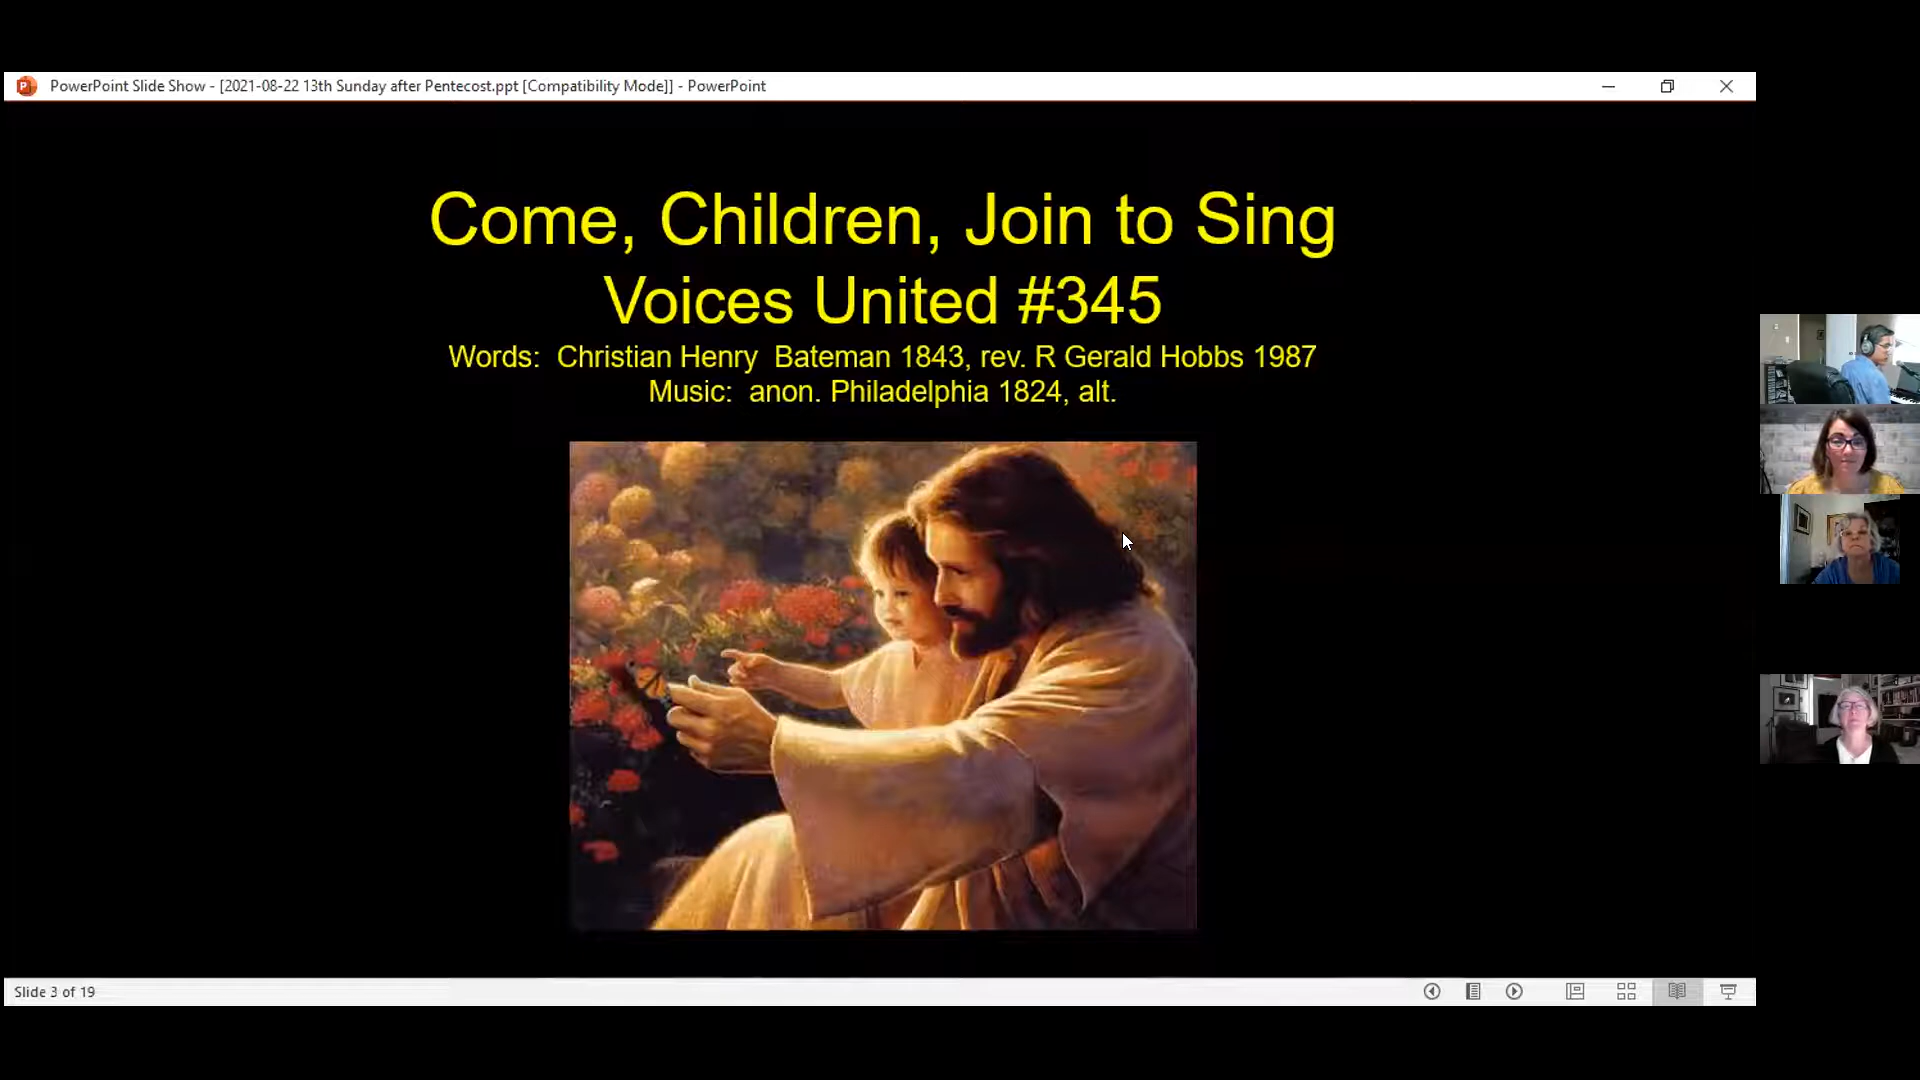 PowerPoint Slide Show - [2021-08-22 13th Sunday after Pentecost.ppt [Compatibility Mode]] - PowerPoint
Come, Children, Join to Sing
Voices United #345
Words:  Christian Henry  Bateman 1843, rev. R Gerald Hobbs 1987
Music:  anon. Philadelphia 1824, alt.
Slide 3 of 19